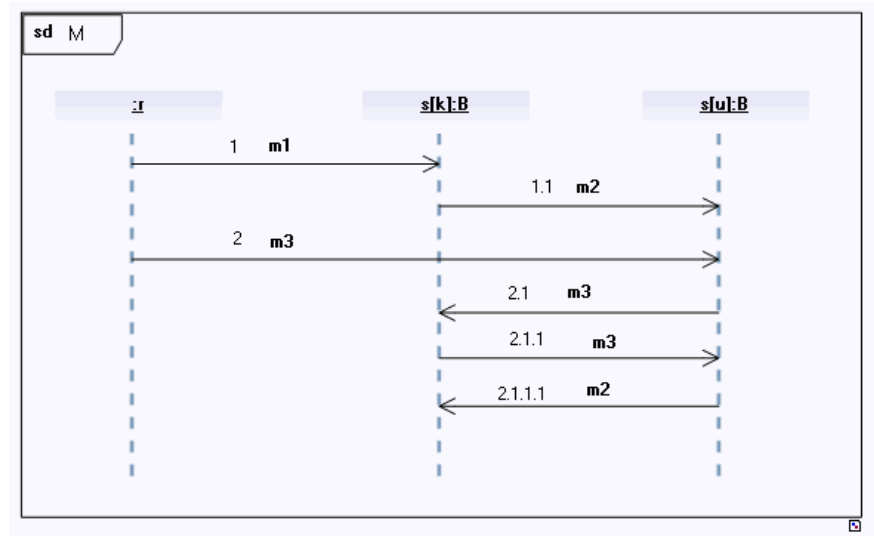 sd M
:r s[k]:B s[u]:B
1 m1
1.1 m2
2 m3
2.1 m3
2.1.1 m3
2.1.1.1 m2